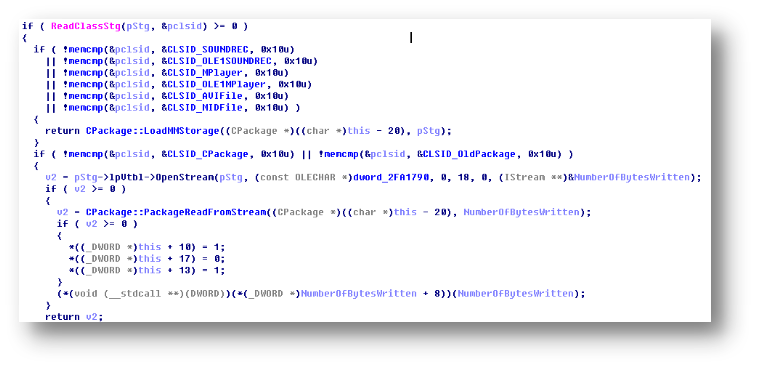 if ( ReadClassStg(pStg, &pclsid) >= 0 )
{
if ( !memcmp(&pclsid, &CLSID_SOUNDREC, 0x10u)
|| !memcmp(&pclsid, &CLSID_OLE1SOUNDREC, 0x10u)
|| !memcmp(&pclsid, &CLSID_MPlayer, 0x10u)
|| !memcmp(&pclsid, &CLSID_OLE1MPlayer, 0x10u)
|| !memcmp(&pclsid, &CLSID_AVIFile, 0x10u)
|| !memcmp(&pclsid, &CLSID_MIDFile, 0x10u) )
{
return CPackage::LoadMMStorage((CPackage *)((char *)this - 20), pStg);
}
if ( !memcmp(&pclsid, &CLSID_CPackage, 0x10u) || !memcmp(&pclsid, &CLSID_OldPackage, 0x10u) )
{
v2 = pStg->lpVtbl->OpenStream(pStg, (const OLECHAR *)dword_2FA1790, 0, 18, 0, (IStream **)&NumberOfBytesWritten);
if ( v2 >= 0 )
{
v2 = CPackage::PackageReadFromStream((CPackage *)((char *)this - 20), NumberOfBytesWritten);
if ( v2 >= 0 )
{
*((_DWORD *)this + 10) = 1;
*((_DWORD *)this + 17) = 0;
*((_DWORD *)this + 13) = 1;
}
(*(void (__stdcall **)(DWORD))(*(_DWORD *)NumberOfBytesWritten + 8))(NumberOfBytesWritten);
}
return v2;